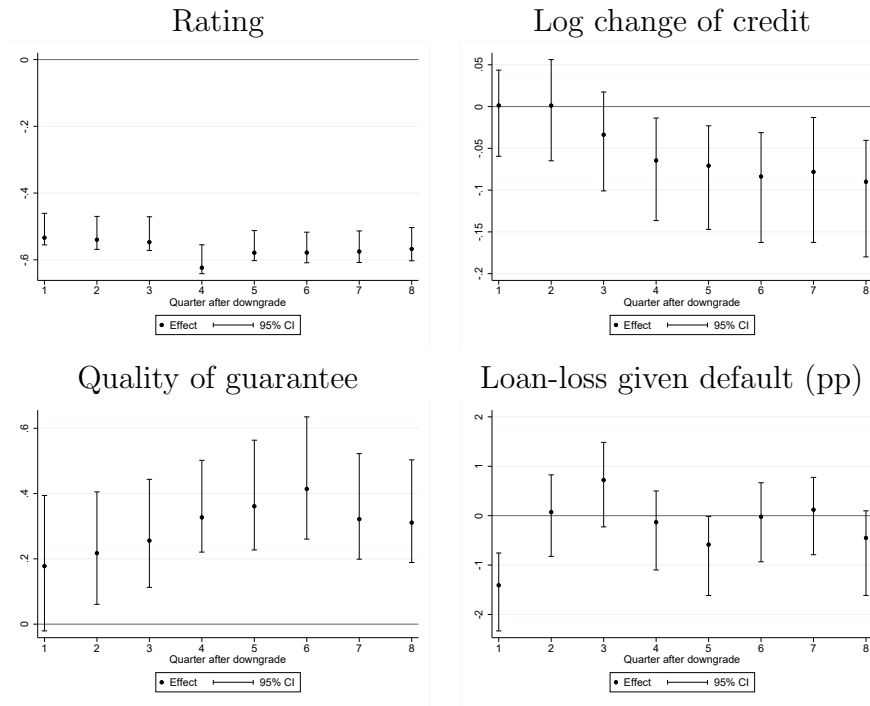 Rating
0
-.2
-.4
-.6
1 2 3 4 5 6 7 8
Quarter after downgrade
Effect 95% CI
Log change of credit
.05
0
-.05
-.1
-.15
-.2
1 2 3 4 5 6 7 8
Quarter after downgrade
Effect 95% CI
Quality of guarantee
.6
.4
.2
0
1 2 3 4 5 6 7 8
Quarter after downgrade
Effect 95% CI
Loan-loss given default (pp)
2
1
0
-1
-2
1 2 3 4 5 6 7 8
Quarter after downgrade
Effect 95% CI